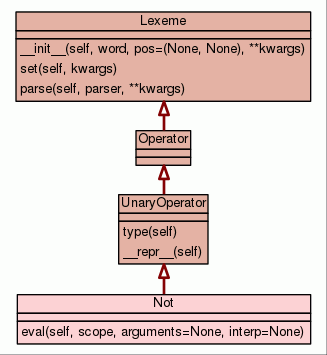 Lexeme
__init__(self, word, pos=(None, None), **kwargs)
set(self, kwargs)
parse(self, parser, **kwargs)
Operator
UnaryOperator
type(self)
__repr__(self)
Not
eval(self, scope, arguments=None, interp=None)